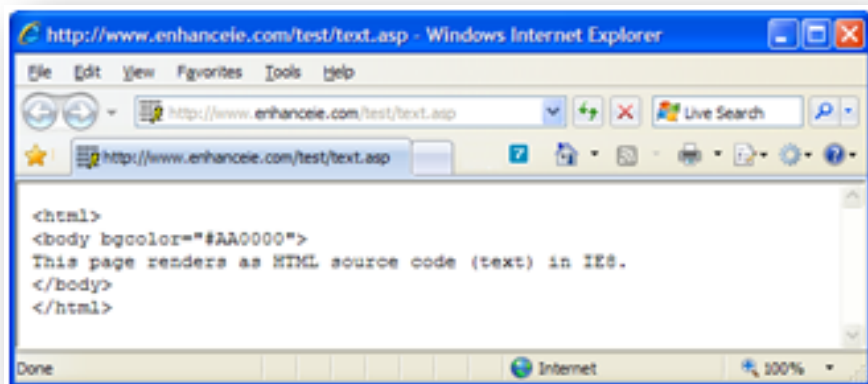 http://www.enhanceie.com/test/text.asp - Windows Internet Explorer
File Edit View Favorites Tools Help
http://www.enhanceie.com/test/text.asp Live Search
http://www.enhanceie.com/test/text.asp
<html>
<body bgcolor="#AA0000">
This page renders as HTML source code (text) in IE8.
</body>
</html>
Done Internet 100%